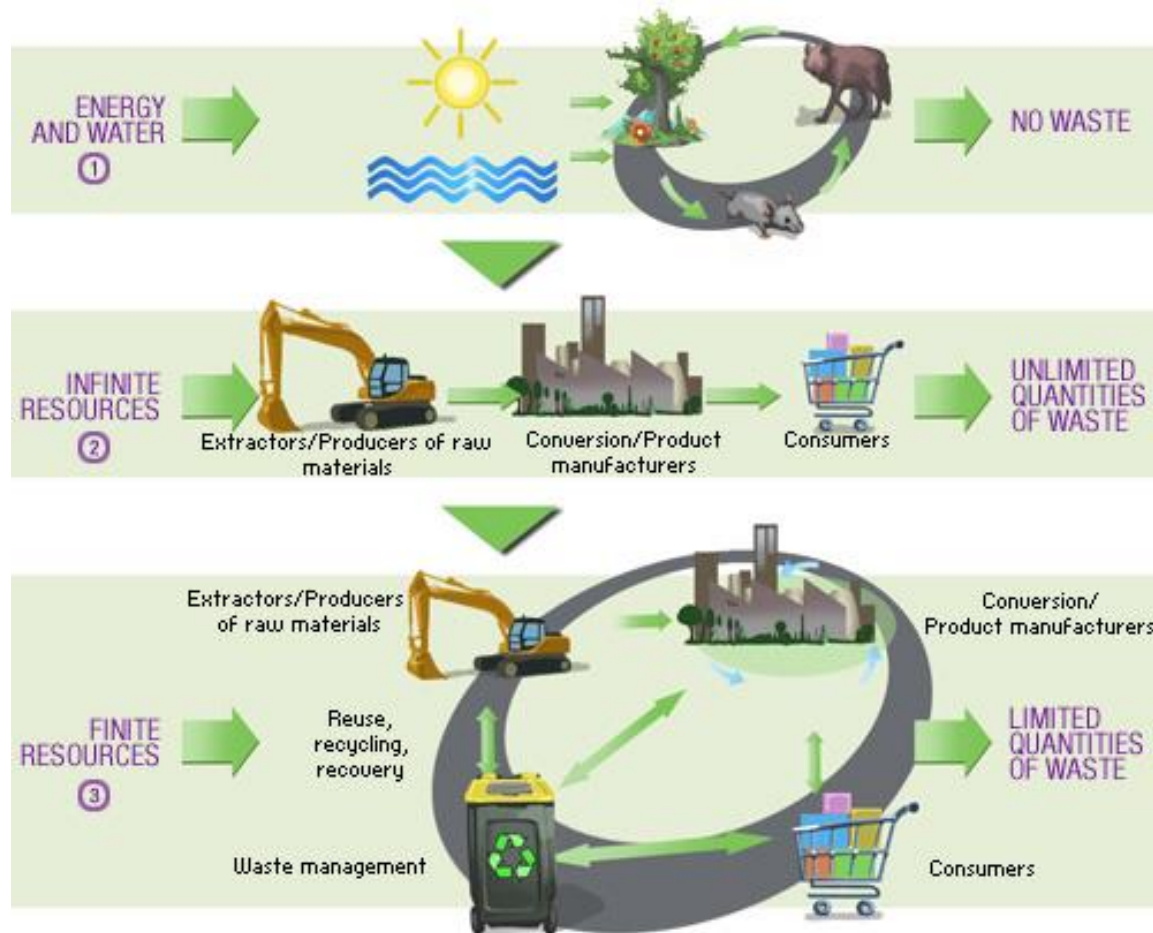 ENERGY
AND WATER
1
NO WASTE
INFINITE
RESOURCES
2
Extractors/Producers of raw
materials
Conversion/Product
manufacturers
Consumers
UNLIMITED
QUANTITIES
OF WASTE
Extractors/Producers
of raw materials
Conversion/
Product manufacturers
FINITE
RESOURCES
3
Reuse,
recycling,
recovery
LIMITED
QUANTITIES
OF WASTE
Waste management
Consumers